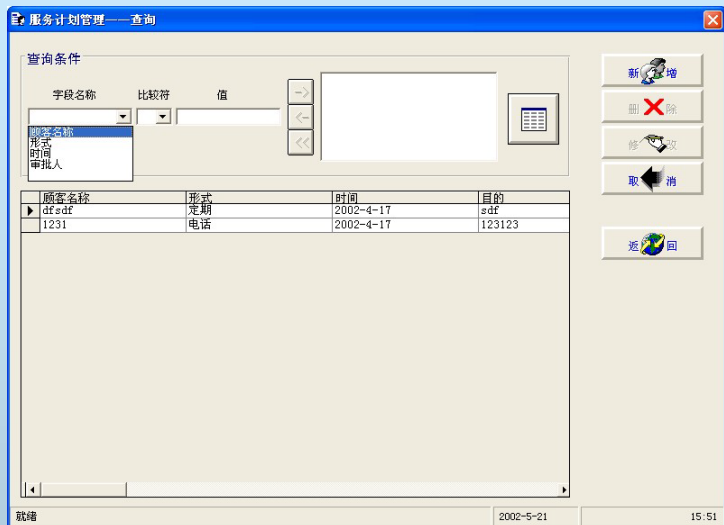 服务计划管理——查询
查询条件
字段名称 比较符 值
顾客名称
形式
时间
审批人
-> 
<-
<<
新增
删除
修改
取消
返回
顾客名称 形式 时间 目的
dfsdf 定期 2002-4-17 sdf
1231 电话 2002-4-17 123123
就绪 2002-5-21 15:51